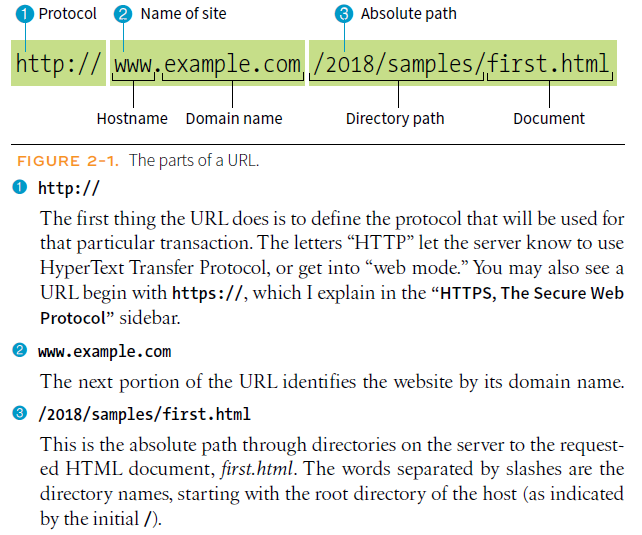 1 Protocol 2 Name of site 3 Absolute path
http:// www.example.com /2018/samples/first.html
Hostname Domain name Directory path Document
FIGURE 2-1. The parts of a URL.
1 http://
The first thing the URL does is to define the protocol that will be used for
that particular transaction. The letters “HTTP” let the server know to use
HyperText Transfer Protocol, or get into “web mode.” You may also see a
URL begin with https://, which I explain in the “HTTPS, The Secure Web
Protocol” sidebar.
2 www.example.com
The next portion of the URL identifies the website by its domain name.
3 /2018/samples/first.html
This is the absolute path through directories on the server to the request-
ed HTML document, first.html. The words separated by slashes are the
directory names, starting with the root directory of the host (as indicated
by the initial /).